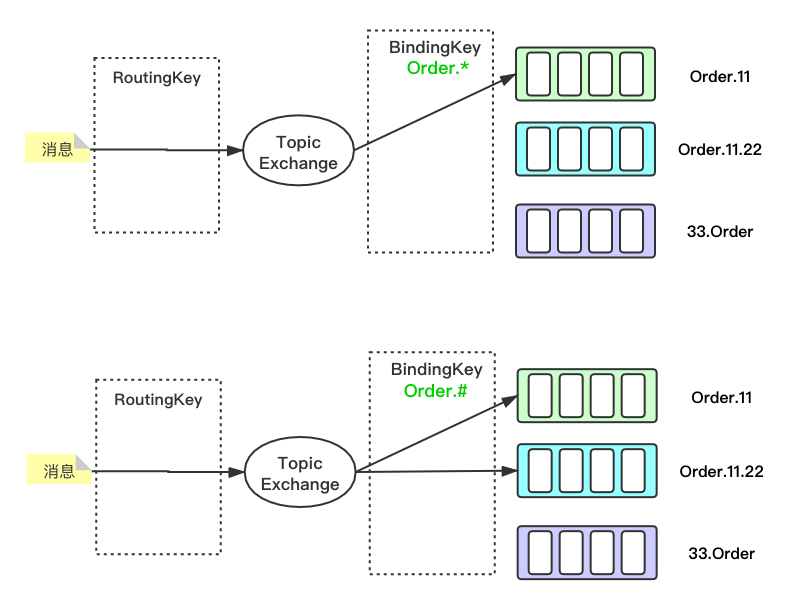 RoutingKey
BindingKey
Order.*
Order.11
消息
Topic
Exchange
Order.11.22
33.Order
RoutingKey
BindingKey
Order.#
Order.11
消息
Topic
Exchange
Order.11.22
33.Order